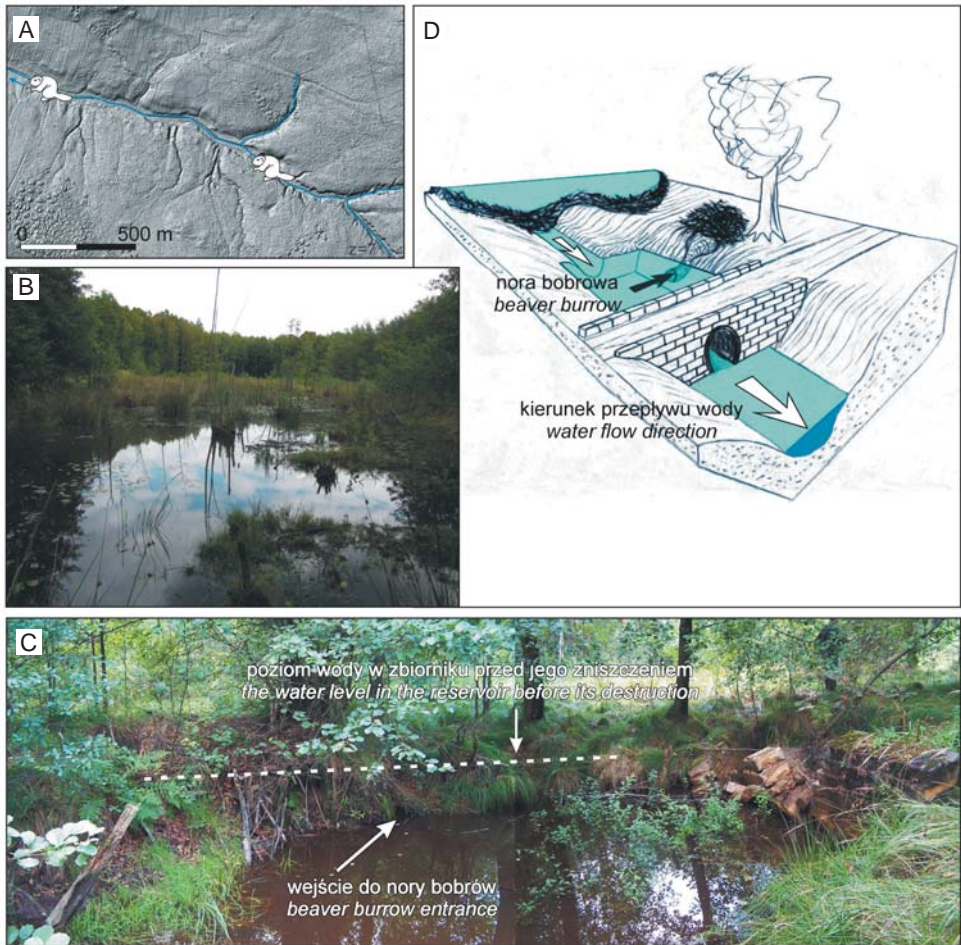 A
0
500 m
z=7
B
D
nora bobrowa
beaver burrow
kierunek przepływu wody
water flow direction
C
poziom wody w zbiorniku przed jego zniszczeniem
the water level in the reservoir before its destruction
wejście do nory bobrów
beaver burrow entrance